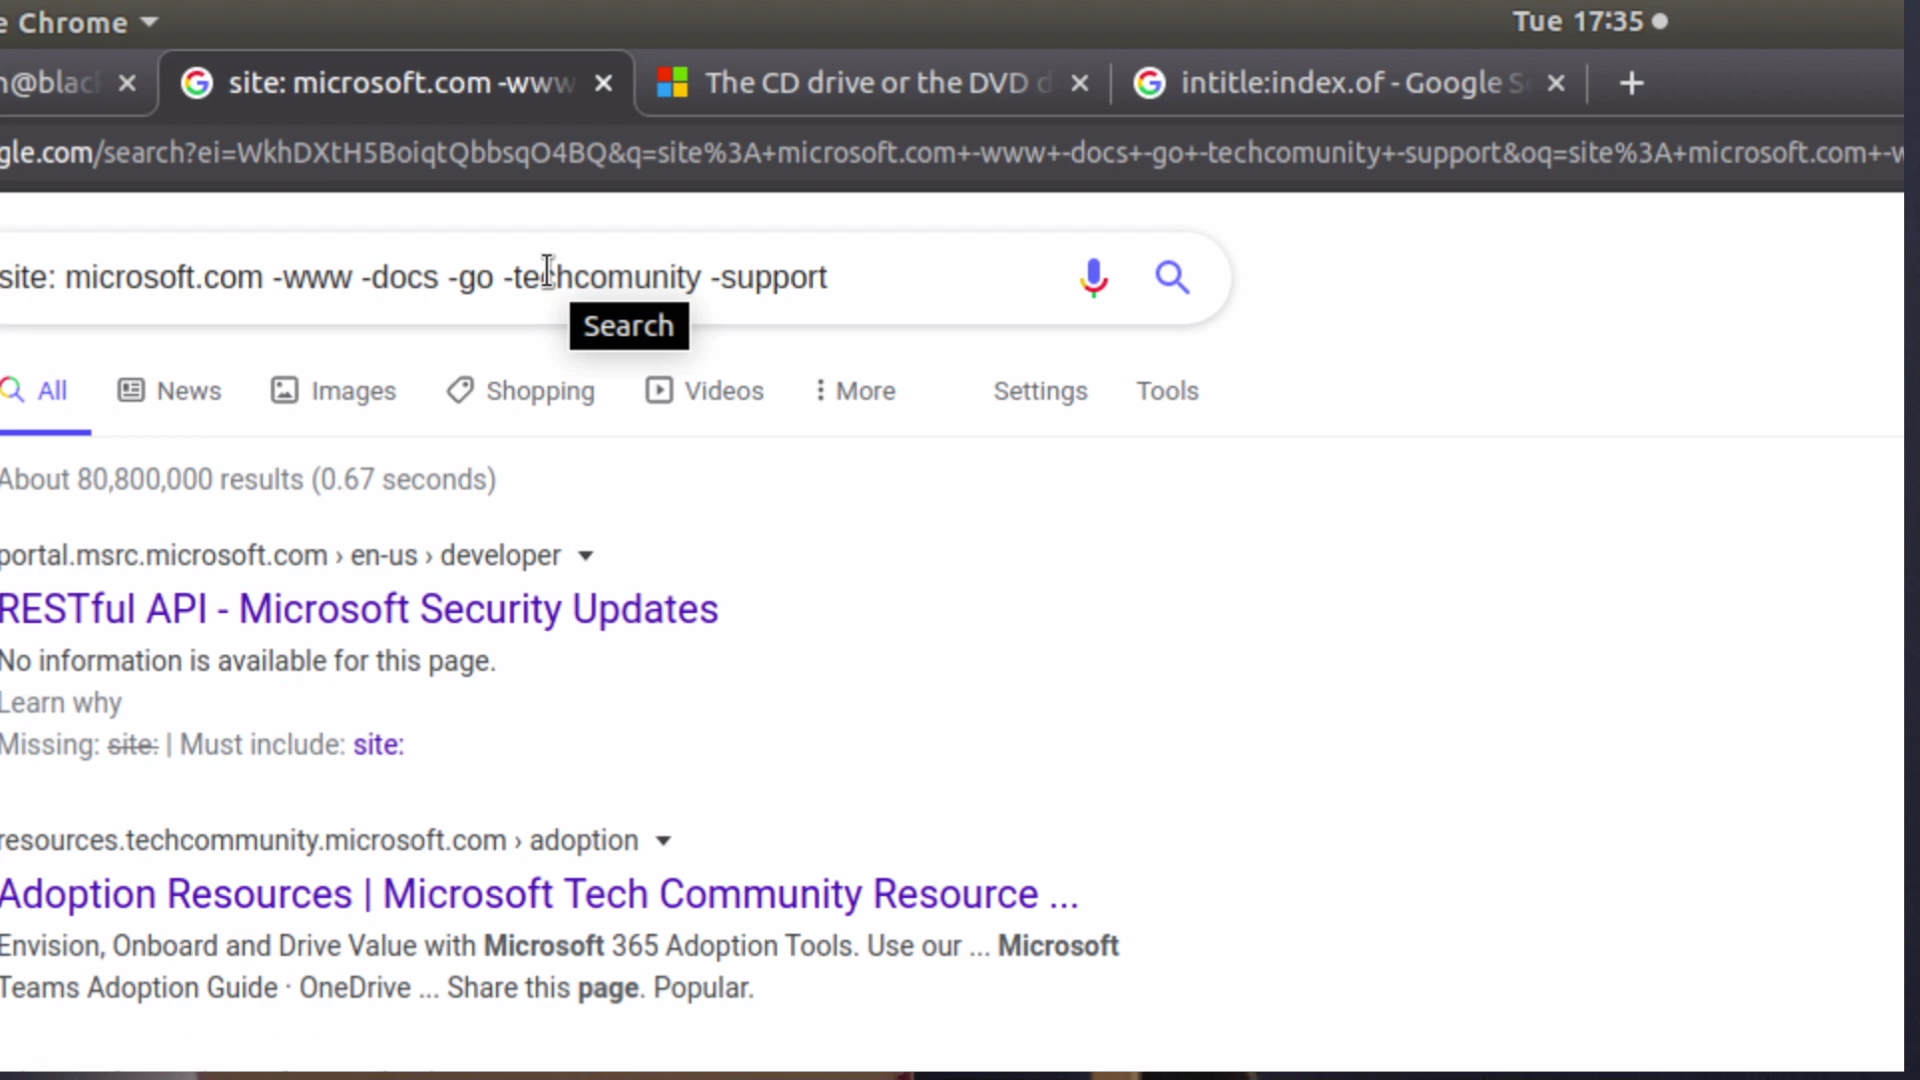 e Chrome
Tue 17:35
n@blac
site: microsoft.com -www
The CD drive or the DVD d
intitle:index.of - Google S
gle.com/search?ei=WkhDXtH5BoiqtQbbsqO4BQ&q=site%3A+microsoft.com+-www+-docs+-go+-techcomunity+-support&oq=site%3A+microsoft.com+-w
site: microsoft.com -www -docs -go -techcomunity -support
Search
All
News
Images
Shopping
Videos
More
Settings
Tools
About 80,800,000 results (0.67 seconds)
portal.msrc.microsoft.com › en-us › developer
RESTful API - Microsoft Security Updates
No information is available for this page.
Learn why
Missing: site: | Must include: site:
resources.techcommunity.microsoft.com › adoption
Adoption Resources | Microsoft Tech Community Resource ...
Envision, Onboard and Drive Value with Microsoft 365 Adoption Tools. Use our ... Microsoft
Teams Adoption Guide · OneDrive ... Share this page. Popular.